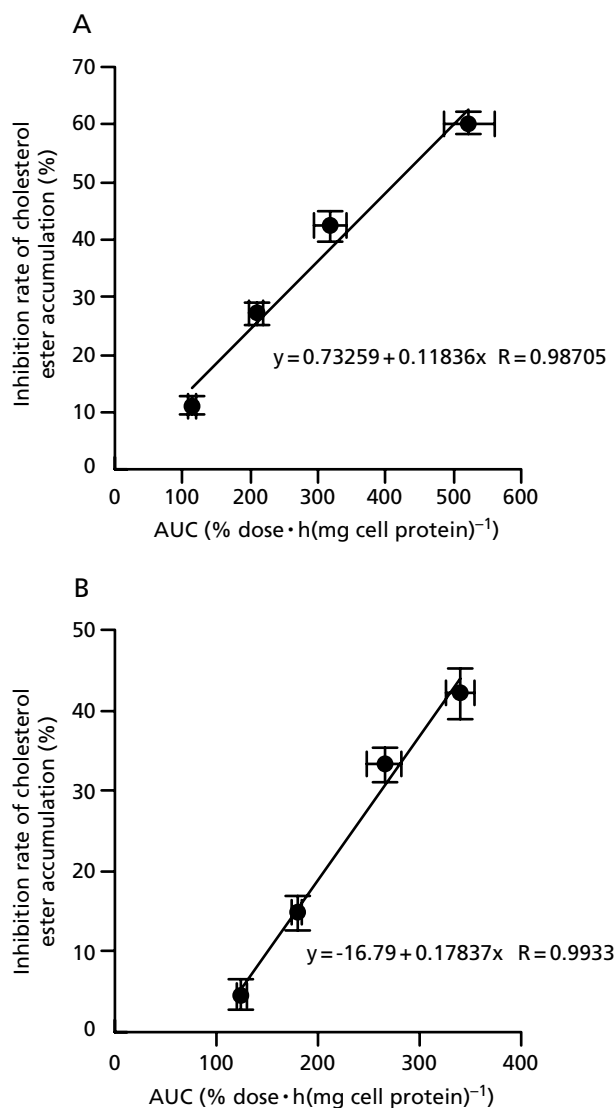 A
70
60
50
40
30
20
10
0
Inhibition rate of cholesterol
ester accumulation (%)
y=0.73259+0.11836x R=0.98705
0 100 200 300 400 500 600
AUC (% dose·h(mg cell protein)⁻¹)
B
50
40
30
20
10
0
Inhibition rate of cholesterol
ester accumulation (%)
y=-16.79+0.17837x R=0.9933
0 100 200 300 400
AUC (% dose·h(mg cell protein)⁻¹)